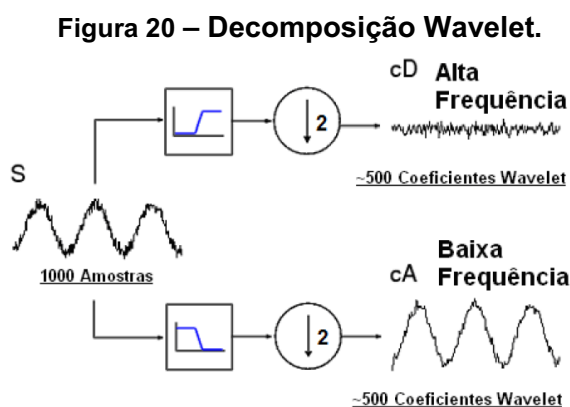 Figura 20 – Decomposição Wavelet.
cD Alta
Frequência
2
~500 Coeficientes Wavelet
S
1000 Amostras
Baixa
cA Frequência
2
~500 Coeficientes Wavelet